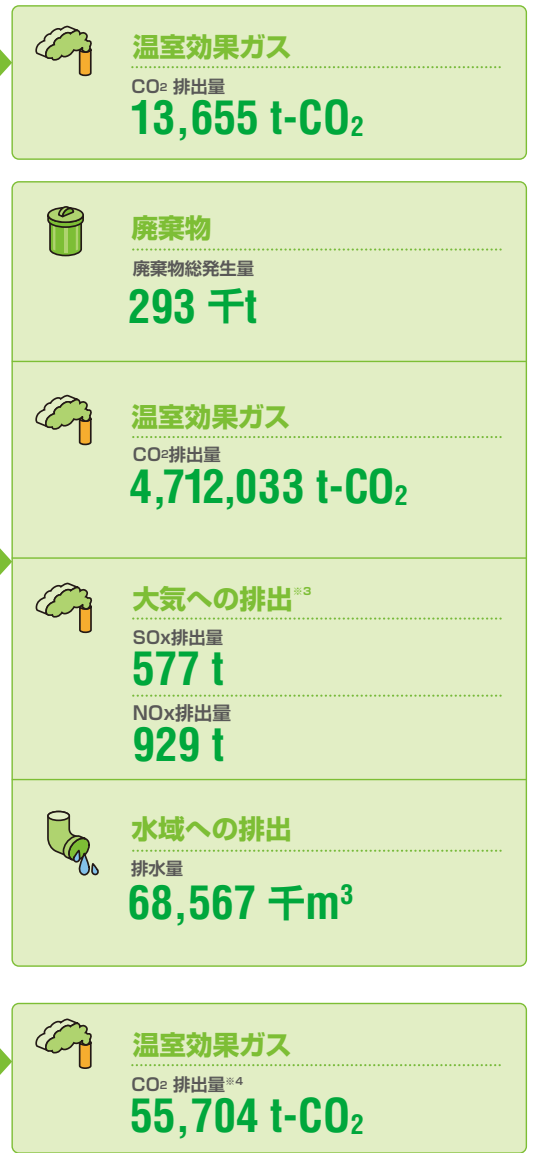 温室効果ガス
CO2 排出量
13,655 t-CO2
廃棄物
廃棄物総発生量
293 千t
温室効果ガス
CO2排出量
4,712,033 t-CO2
大気への排出※3
SOx排出量
577 t
NOx排出量
929 t
水域への排出
排水量
68,567 千m3
温室効果ガス
CO2 排出量※4
55,704 t-CO2